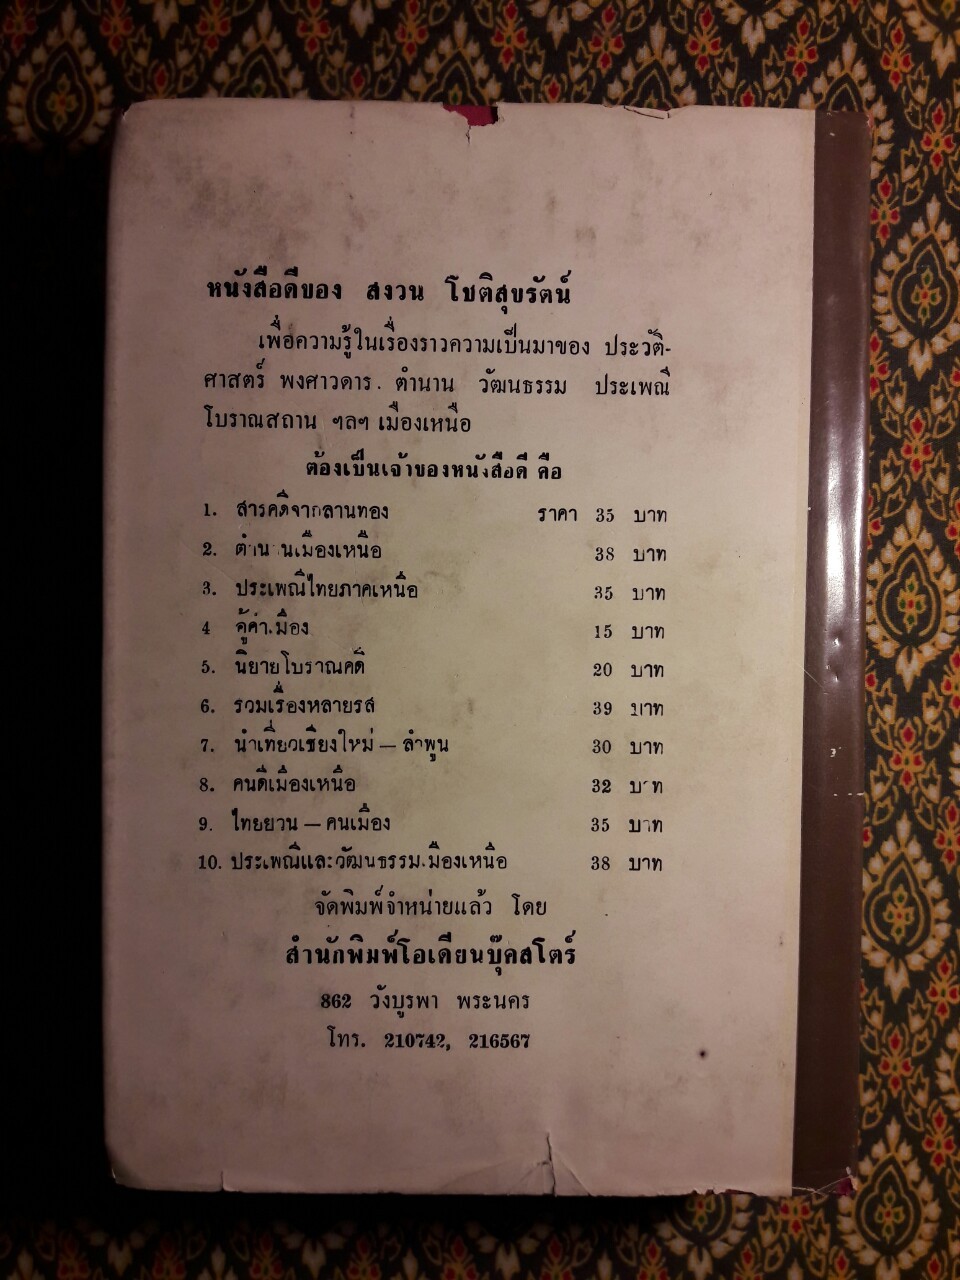 หนังสือดีของ สงวน โชติสุขรัตน์
เพื่อความรู้ในเรื่องราวความเป็นมาของ ประวัติ-
ศาสตร์ พงศาวดาร. ตำนาน วัฒนธรรม ประเพณี
โบราณสถาน ฯลฯ เมืองเหนือ
ต้องเป็นเจ้าของหนังสือดี คือ
1. สารคดีจากลานทอง ราคา 35 บาท
2. ตำนานเมืองเหนือ 38 บาท
3. ประเพณีไทยภาคเหนือ 35 บาท
4 คู้คำเมือง 15 บาท
5. นิยายโบราณคดี 20 บาท
6. รวมเรื่องหลายรส 39 บาท
7. นำเที่ยวเชียงใหม่ – ลำพูน 30 บาท
8. คนดีเมืองเหนือ 32 บาท
9. ไทยยวน – คนเมือง 35 บาท
10. ประเพณีและวัฒนธรรมเมืองเหนือ 38 บาท
จัดพิมพ์จำหน่ายแล้ว โดย
สำนักพิมพ์โอเดียนบุ๊คสโตร์
862 วังบูรพา พระนคร
โทร. 210742, 216567